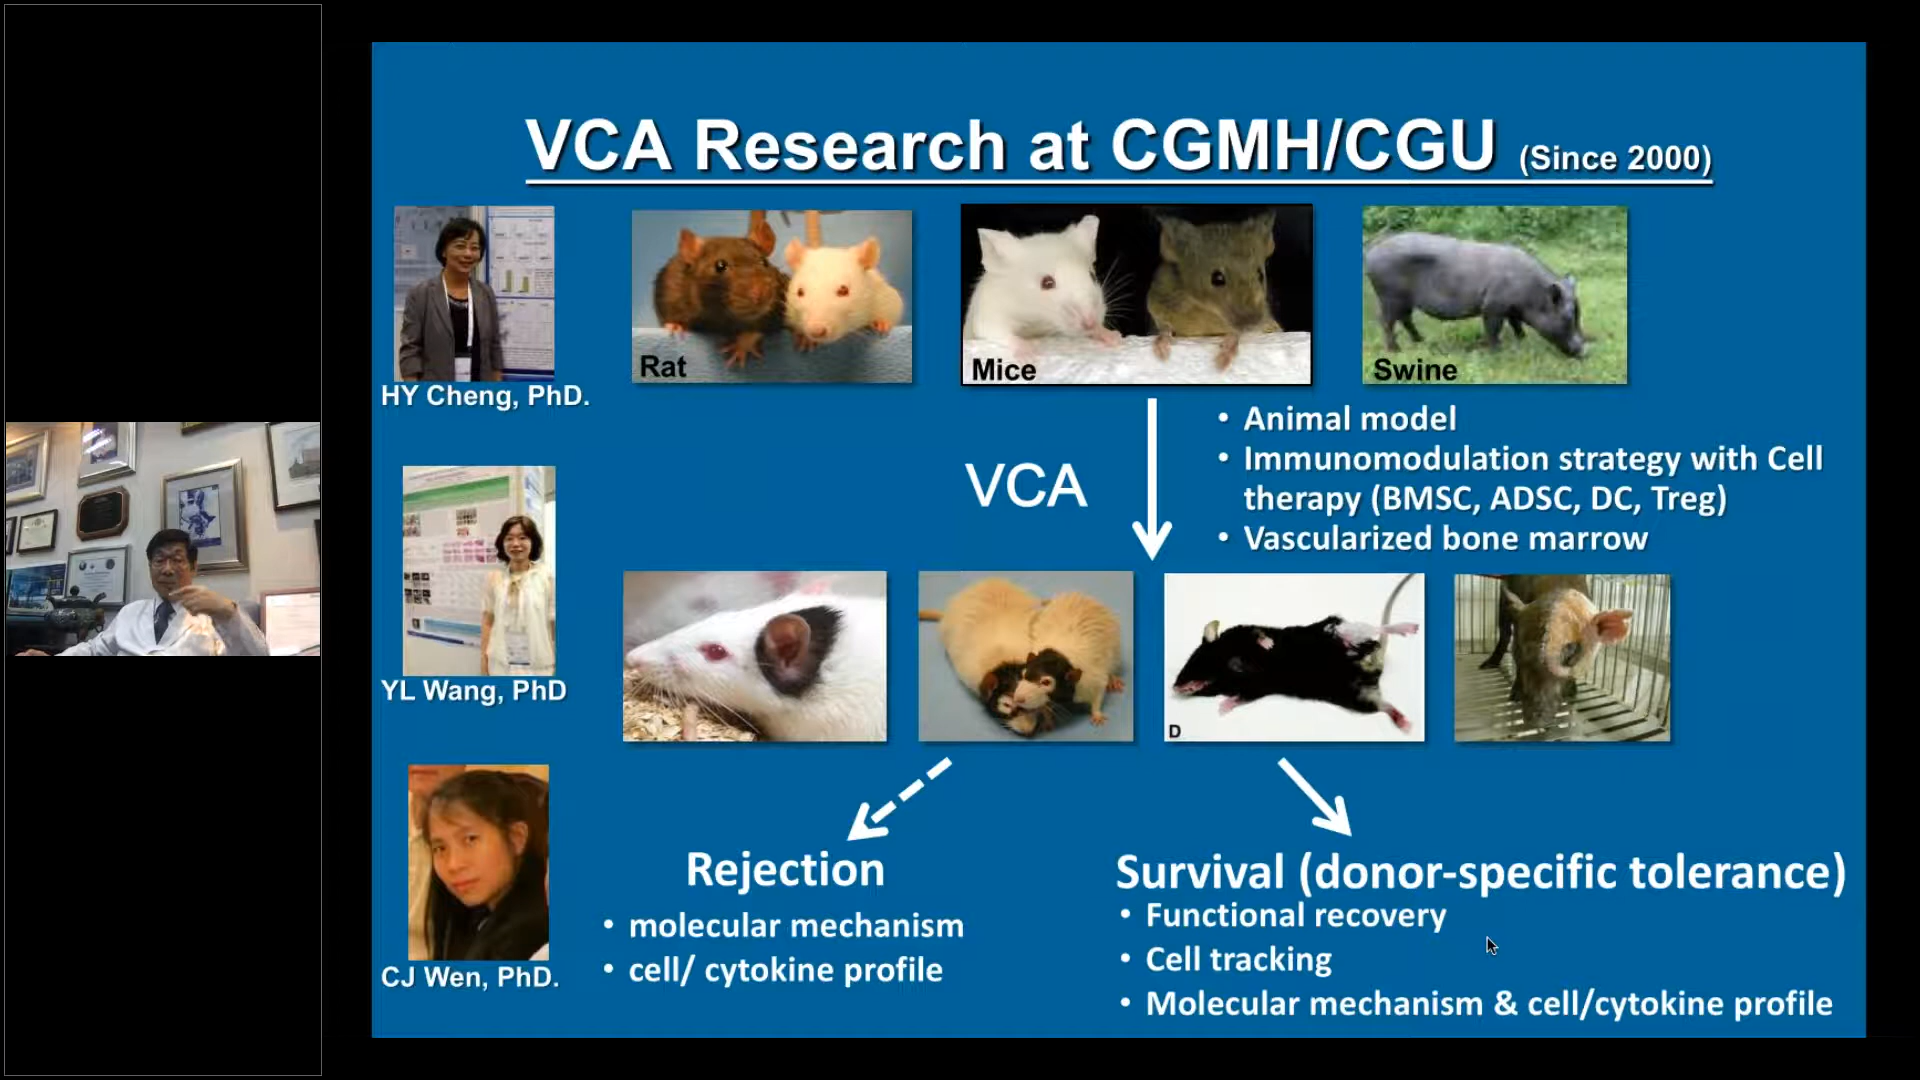 VCA Research at CGMH/CGU (Since 2000)
HY Cheng, PhD.
Rat
Mice
Swine
VCA
• Animal model
• Immunomodulation strategy with Cell
therapy (BMSC, ADSC, DC, Treg)
• Vascularized bone marrow
YL Wang, PhD
D
CJ Wen, PhD.
Rejection
• molecular mechanism
• cell/ cytokine profile
Survival (donor-specific tolerance)
• Functional recovery
• Cell tracking
• Molecular mechanism & cell/cytokine profile